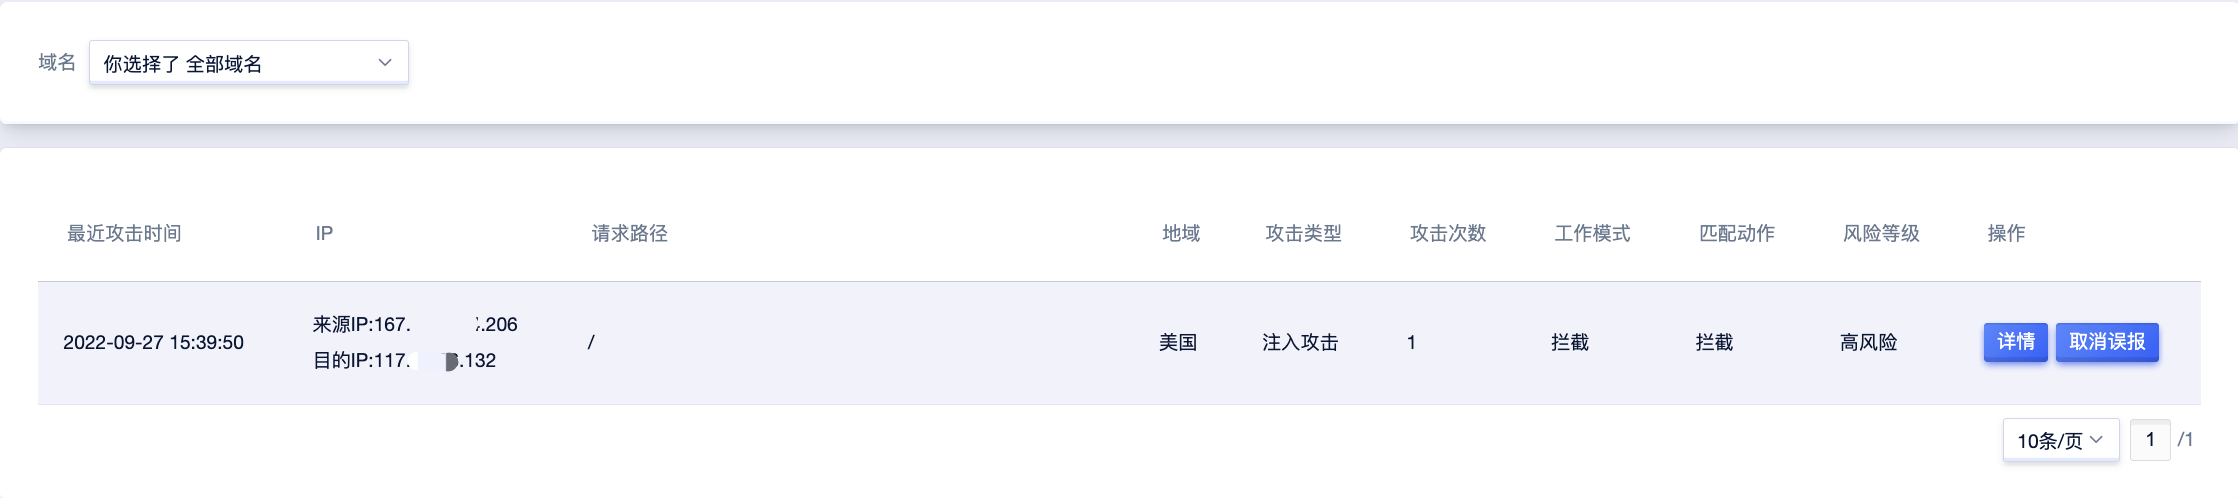 域名 你选择了 全部域名
最近攻击时间 IP 请求路径 地域 攻击类型 攻击次数 工作模式 匹配动作 风险等级 操作
来源IP:167. .206
2022-09-27 15:39:50 / 美国 注入攻击 1 拦截 拦截 高风险 详情 取消误报
目的IP:117. .132
10条/页 1 /1